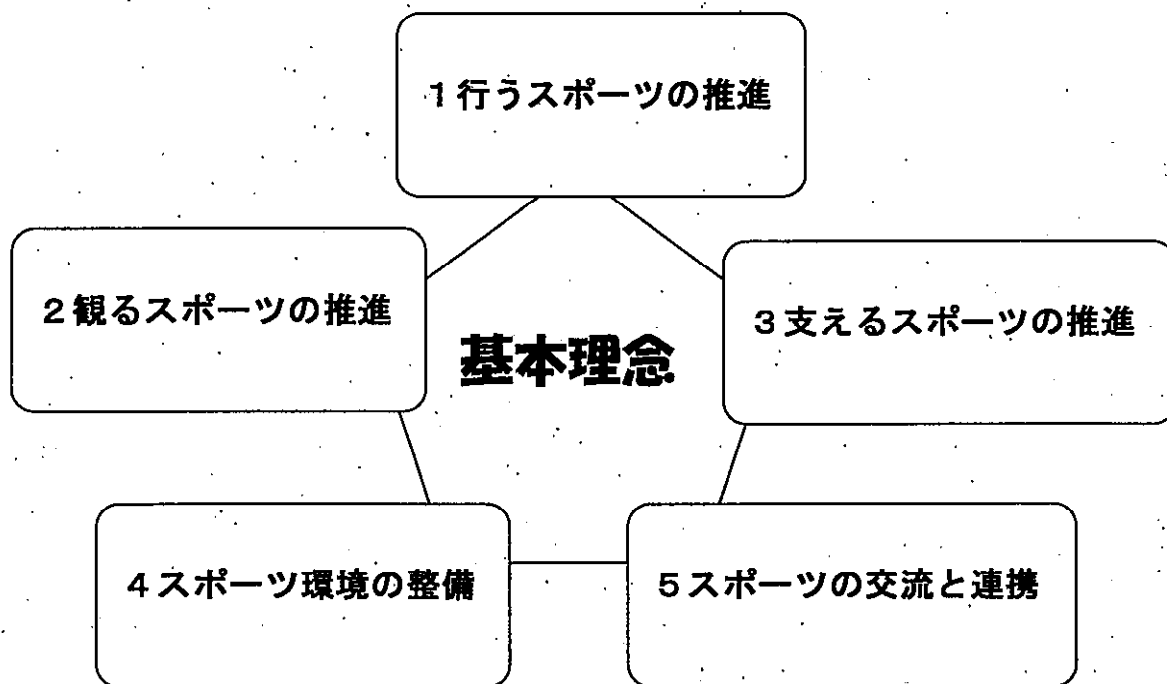 1行うスポーツの推進
2観るスポーツの推進
3支えるスポーツの推進
基本理念
4スポーツ環境の整備
5スポーツの交流と連携